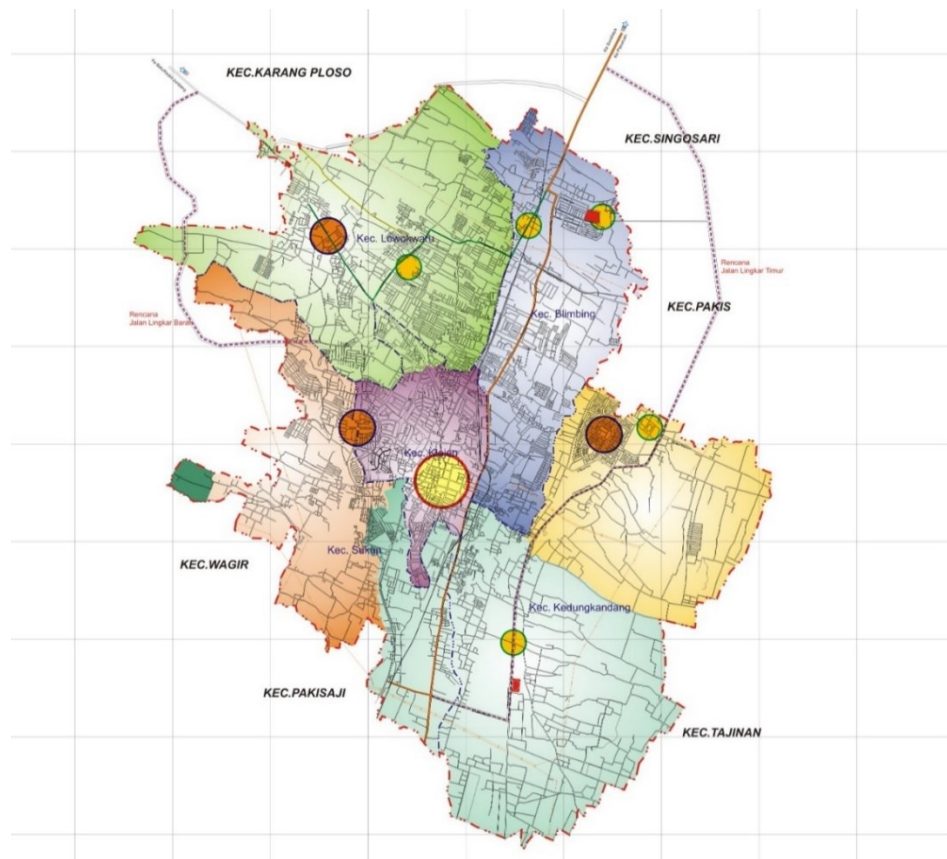 KEC.KARANG PLOSO
KEC.SINGOSARI
Kec. Lowokwaru
Rencana
Jalan Lingkar Timur
KEC.PAKIS
Rencana
Jalan Lingkar Barat
Kec. Blimbing
Kec. Klojen
Kec. Sukun
KEC.WAGIR
Kec. Kedungkandang
KEC.PAKISAJI
KEC.TAJINAN